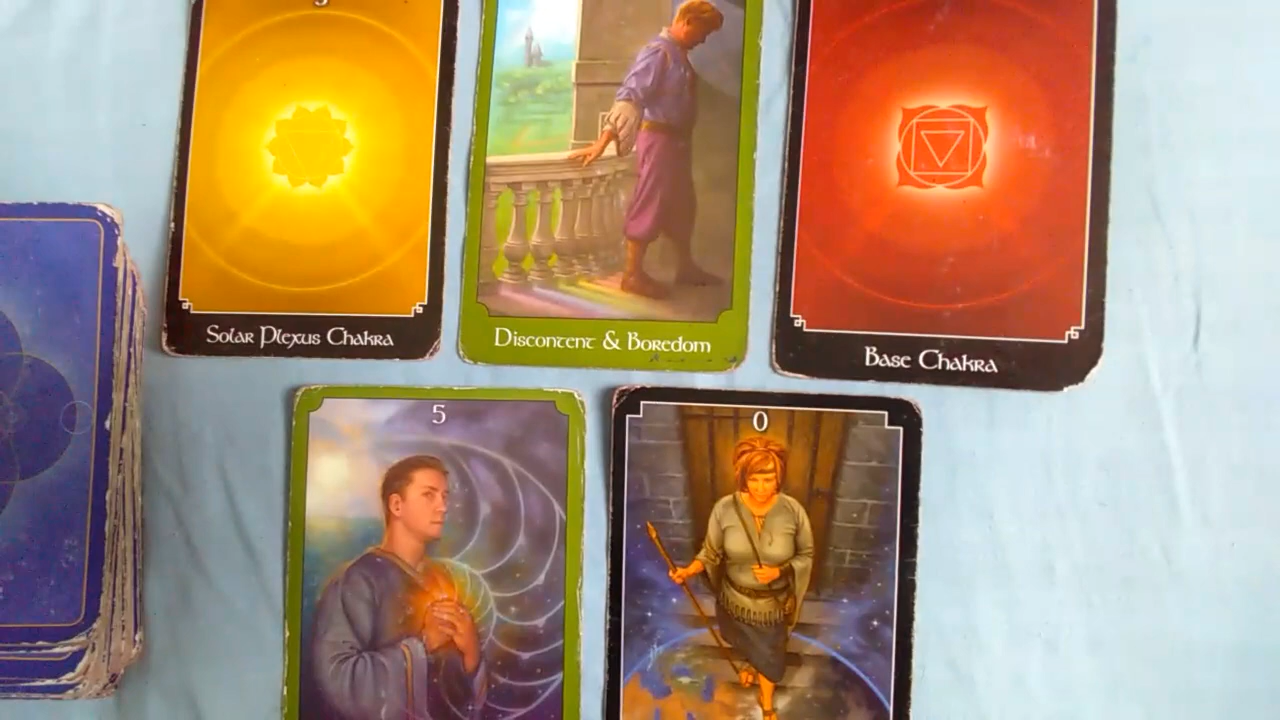 Solar Plexus Chakra
Discontent & Boredom
Base Chakra
5
0